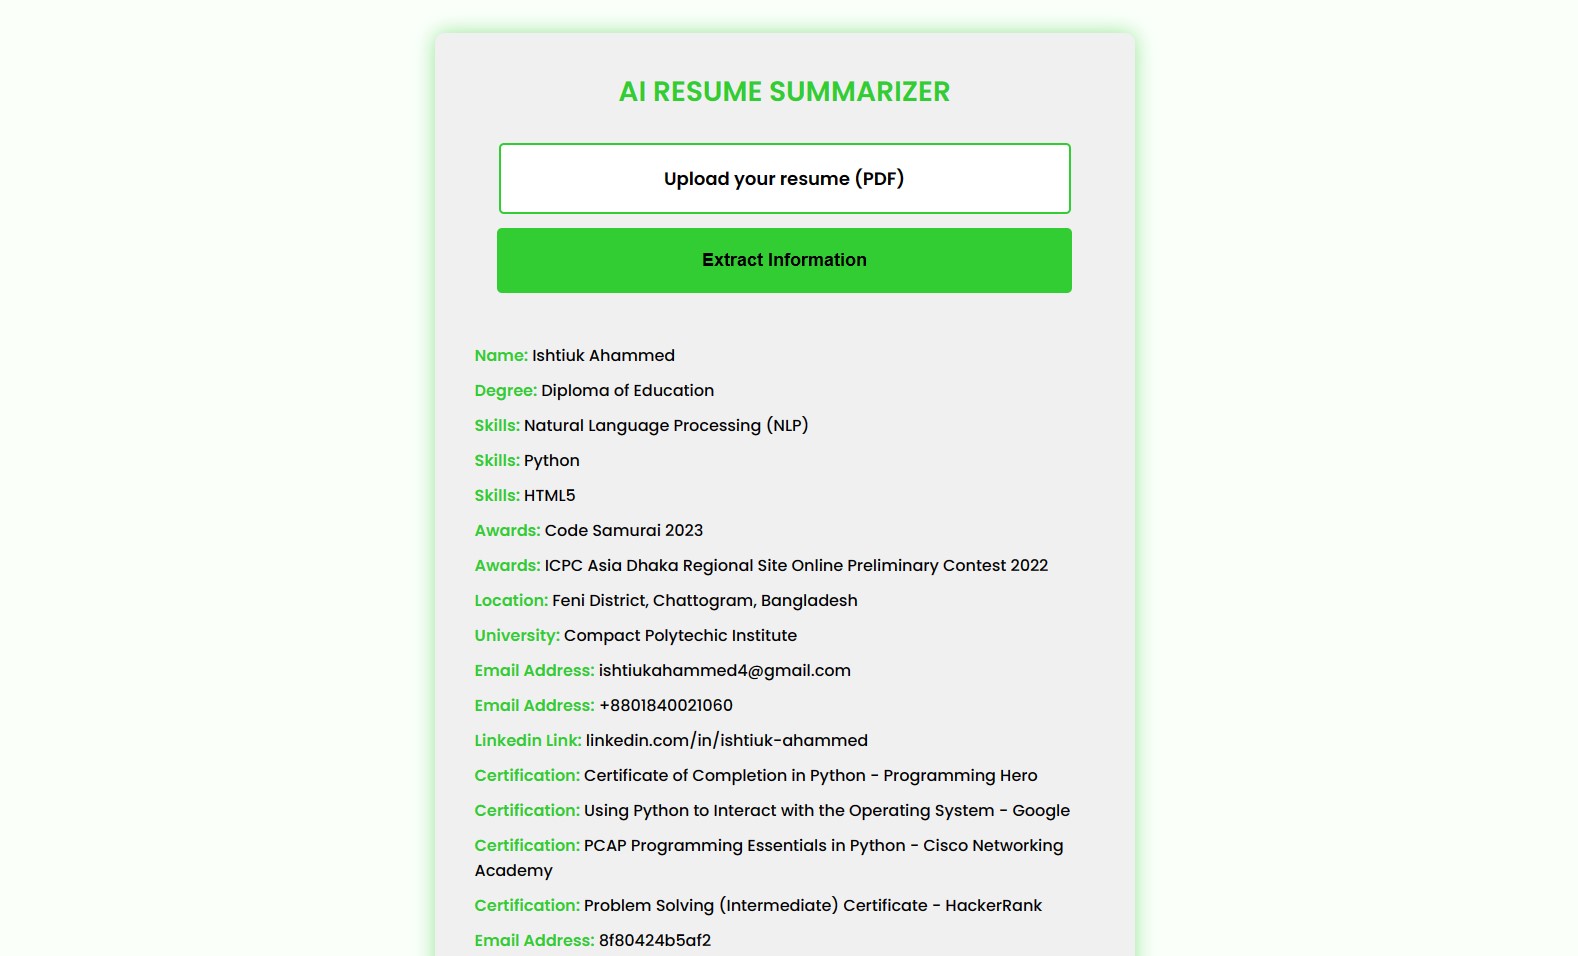 AI RESUME SUMMARIZER
Upload your resume (PDF)
Extract Information
Name: Ishtiuk Ahammed
Degree: Diploma of Education
Skills: Natural Language Processing (NLP)
Skills: Python
Skills: HTML5
Awards: Code Samurai 2023
Awards: ICPC Asia Dhaka Regional Site Online Preliminary Contest 2022
Location: Feni District, Chattogram, Bangladesh
University: Compact Polytechic Institute
Email Address: ishtiukahammed4@gmail.com
Email Address: +8801840021060
Linkedin Link: linkedin.com/in/ishtiuk-ahammed
Certification: Certificate of Completion in Python - Programming Hero
Certification: Using Python to Interact with the Operating System - Google
Certification: PCAP Programming Essentials in Python - Cisco Networking
Academy
Certification: Problem Solving (Intermediate) Certificate - HackerRank
Email Address: 8f80424b5af2